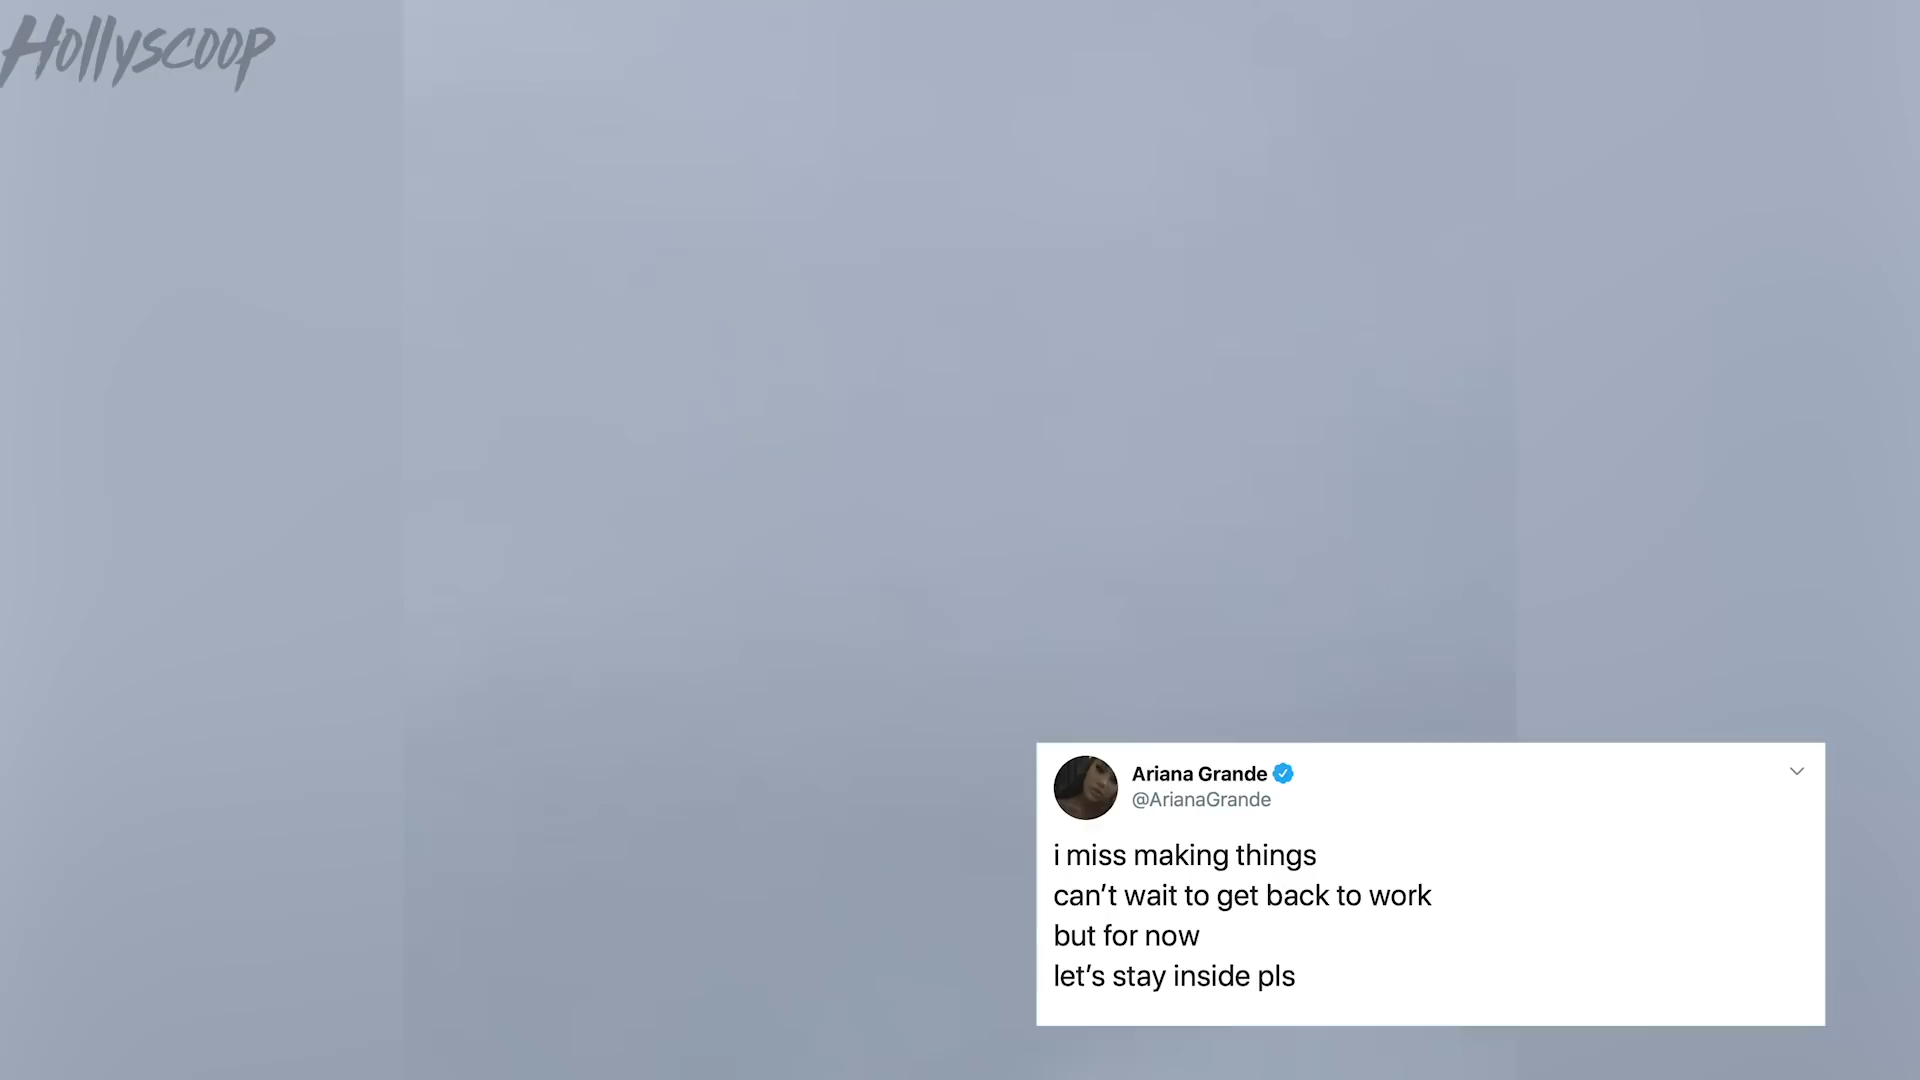 Hollyscoop
Ariana Grande
@ArianaGrande
i miss making things
can’t wait to get back to work
but for now
let’s stay inside pls